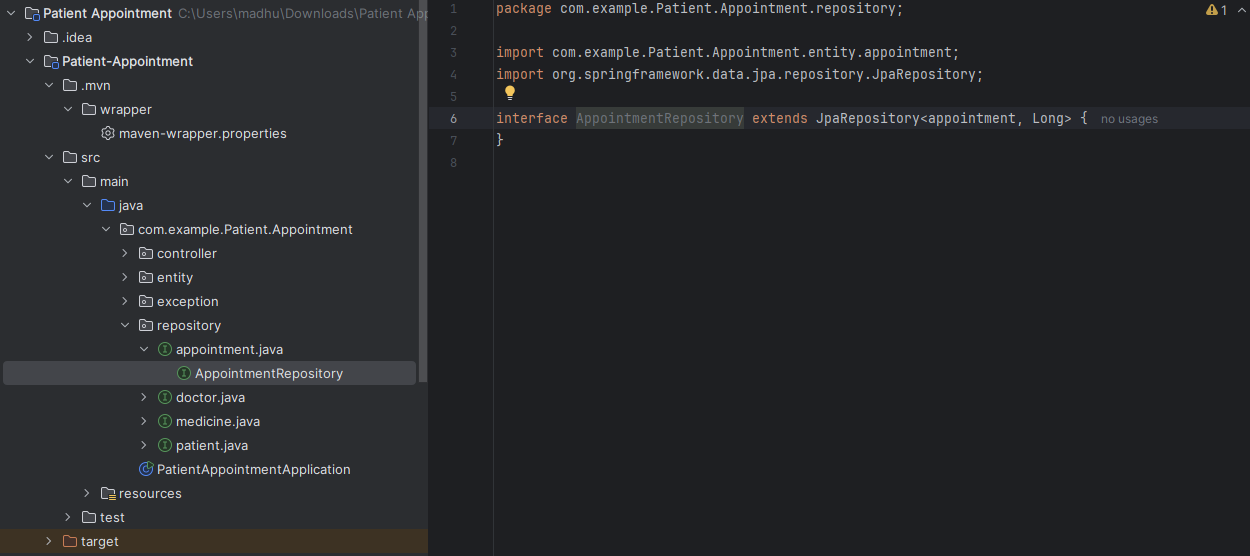 Patient Appointment C:\Users\madhu\Downloads\Patient App
.idea
Patient-Appointment
.mvn
wrapper
maven-wrapper.properties
src
main
java
com.example.Patient.Appointment
controller
entity
exception
repository
appointment.java
AppointmentRepository
doctor.java
medicine.java
patient.java
PatientAppointmentApplication
resources
test
target
1 package com.example.Patient.Appointment.repository;
1
2
3 import com.example.Patient.Appointment.entity.appointment;
4 import org.springframework.data.jpa.repository.JpaRepository;
5
6 interface AppointmentRepository extends JpaRepository<appointment, Long> { no usages
7 }
8